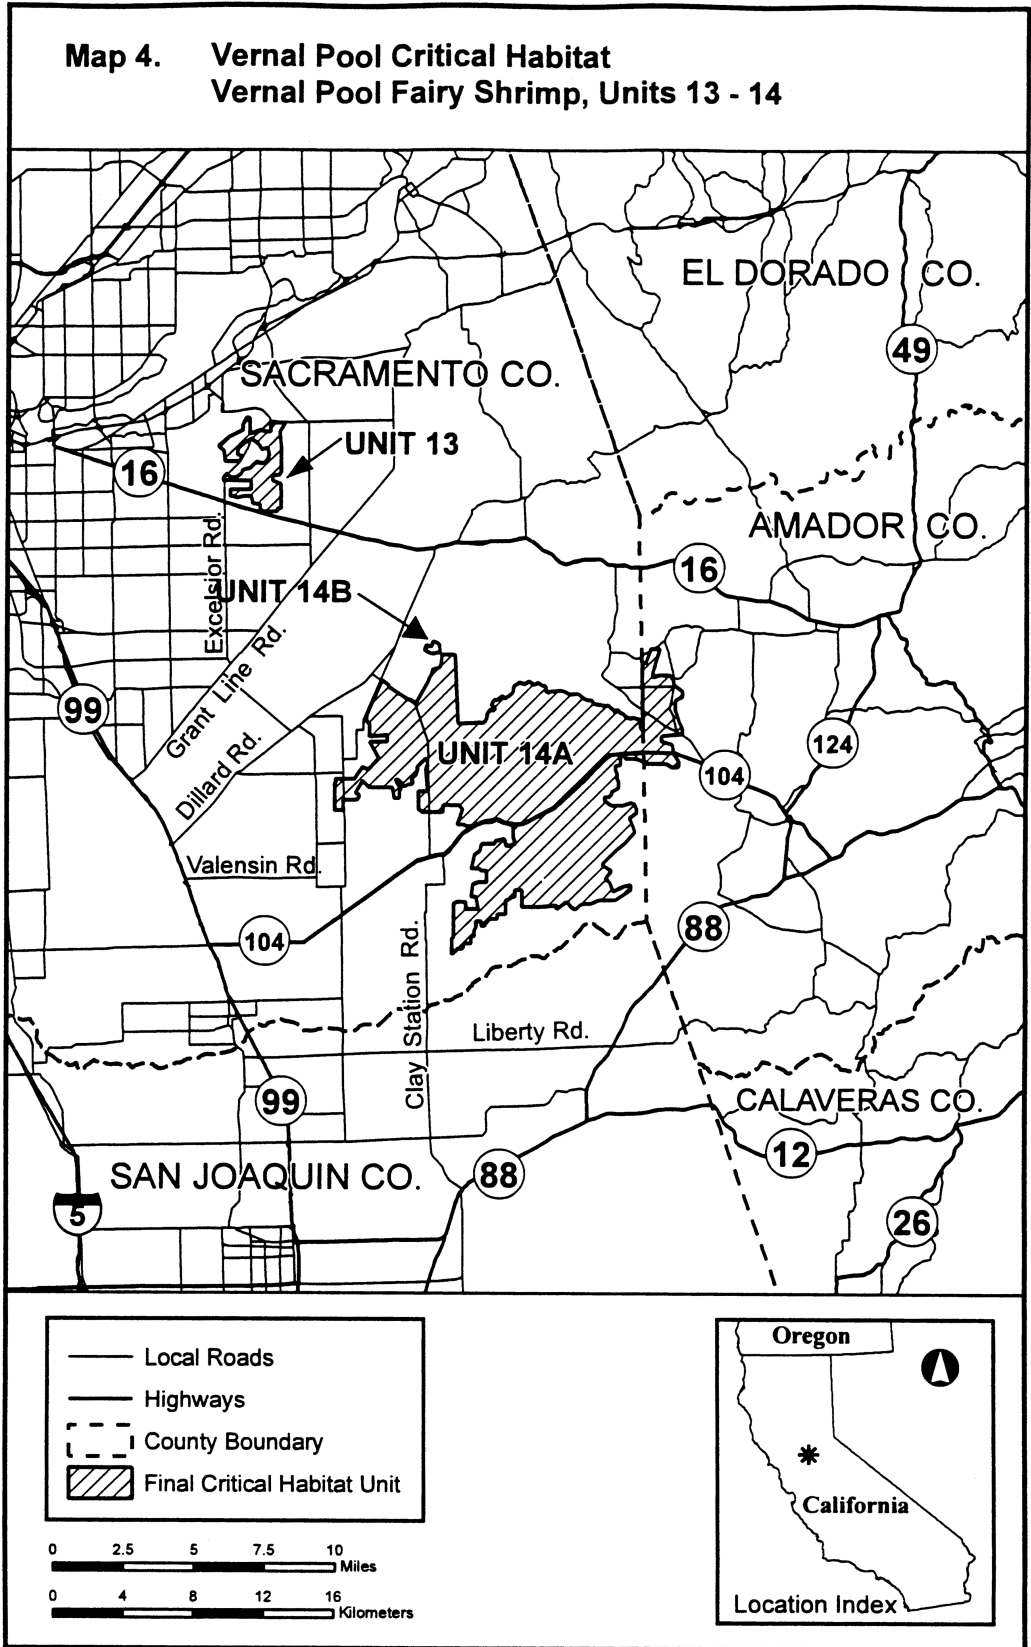 Map 4. Vernal Pool Critical Habitat
Vernal Pool Fairy Shrimp, Units 13 - 14
EL DORADO CO.
49
SACRAMENTO CO.
UNIT 13
16
AMADOR CO.
Excelsior Rd.
16
UNIT 14B
Grant Line Rd.
99
Dillard Rd.
UNIT 14A
124
104
Valensin Rd.
104
88
Clay Station Rd.
Liberty Rd.
99
CALAVERAS CO.
12
SAN JOAQUIN CO.
88
5
26
Local Roads
Highways
County Boundary
Final Critical Habitat Unit
0 2.5 5 7.5 10
Miles
0 4 8 12 16
Kilometers
Oregon
California
Location Index